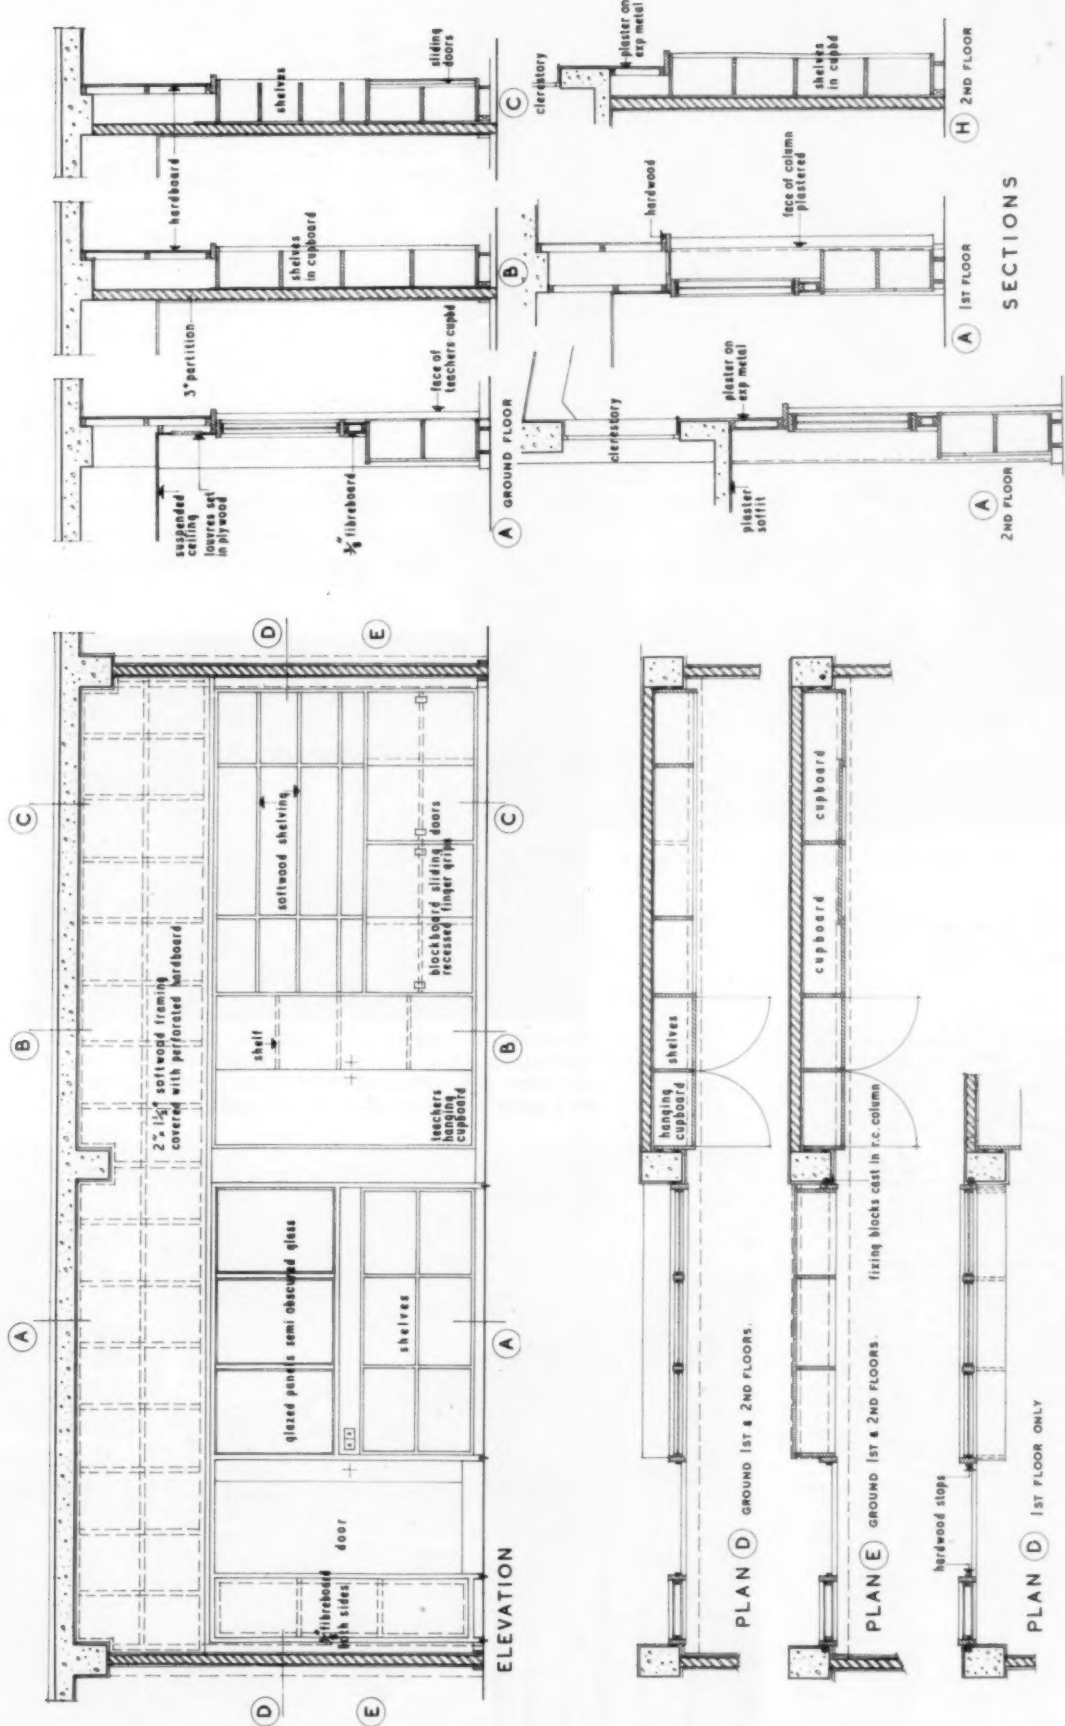 C
B
A
2" x 1½" softwood framing
covered with perforated hardboard
D
softwood shelving
E
blockboard sliding doors
recessed finger grips
shelf
teachers
hanging
cupboard
glazed panels semi obscured glass
shelves
door
fibreboard
both sides
D
E
C
B
A
ELEVATION
hanging
cupboard
shelves
PLAN D GROUND 1ST & 2ND FLOORS.
cupboard
cupboard
fixing blocks cast in r.c. column
PLAN E GROUND 1ST & 2ND FLOORS.
hardwood stops
PLAN D 1ST FLOOR ONLY
suspended
ceiling
louvres set
in plywood
⅜" fibreboard
face of
teachers cupbd
A GROUND FLOOR
3" partition
shelves
in cupboard
hardboard
B
shelves
sliding
doors
C
clerestory
plaster
soffit
plaster on
exp metal
A
2ND FLOOR
hardwood
face of column
plastered
A 1ST FLOOR
clerestory
plaster on
exp metal
shelves
in cupbd
H 2ND FLOOR
SECTIONS